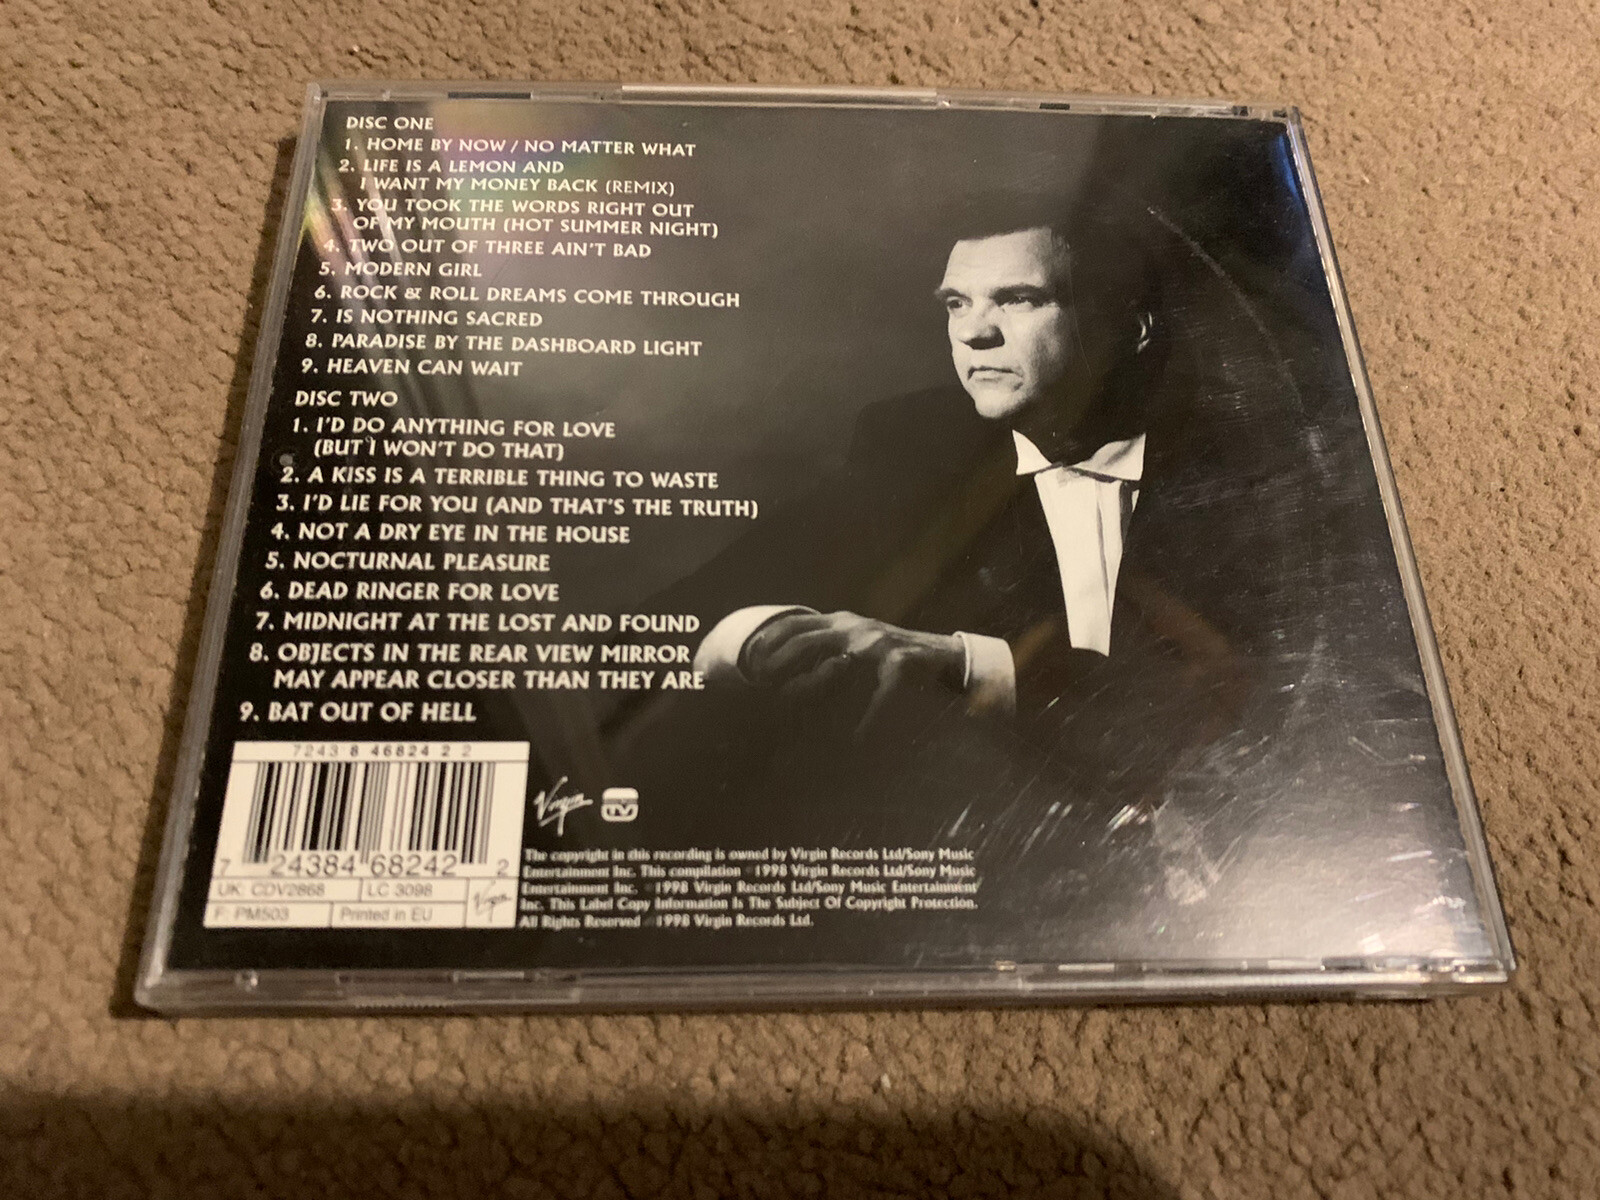 DISC ONE
1. HOME BY NOW / NO MATTER WHAT
2. LIFE IS A LEMON AND
I WANT MY MONEY BACK (REMIX)
3. YOU TOOK THE WORDS RIGHT OUT
OF MY MOUTH (HOT SUMMER NIGHT)
4. TWO OUT OF THREE AIN'T BAD
5. MODERN GIRL
6. ROCK & ROLL DREAMS COME THROUGH
7. IS NOTHING SACRED
8. PARADISE BY THE DASHBOARD LIGHT
9. HEAVEN CAN WAIT
DISC TWO
1. I'D DO ANYTHING FOR LOVE
(BUT I WON'T DO THAT)
2. A KISS IS A TERRIBLE THING TO WASTE
3. I'D LIE FOR YOU (AND THAT'S THE TRUTH)
4. NOT A DRY EYE IN THE HOUSE
5. NOCTURNAL PLEASURE
6. DEAD RINGER FOR LOVE
7. MIDNIGHT AT THE LOST AND FOUND
8. OBJECTS IN THE REAR VIEW MIRROR
MAY APPEAR CLOSER THAN THEY ARE
9. BAT OUT OF HELL
7243 8 46824 2 2
7 24384 68242 2
UK: CDV2868 LC 3098
F: PM503 Printed in EU
Virgin
Virgin
TV
The copyright in this recording is owned by Virgin Records Ltd/Sony Music
Entertainment Inc. This compilation 1998 Virgin Records Ltd/Sony Music
Entertainment Inc. 1998 Virgin Records Ltd/Sony Music Entertainment
Inc. This Label Copy Information Is The Subject Of Copyright Protection.
All Rights Reserved 1998 Virgin Records Ltd.